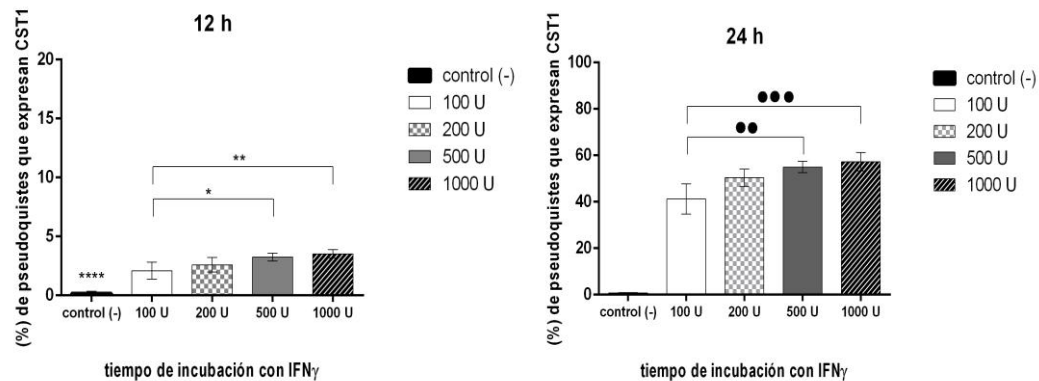 12 h
(%) de pseudoquistes que expresan CST1
20
15
10
5
0
****
*
**
control (-)
100 U
200 U
500 U
1000 U
tiempo de incubación con IFNγ
control (-)
100 U
200 U
500 U
1000 U
24 h
(%) de pseudoquistes que expresan CST1
100
80
60
40
20
0
●●●
●●
control (-)
100 U
200 U
500 U
1000 U
tiempo de incubación con IFNγ
control (-)
100 U
200 U
500 U
1000 U